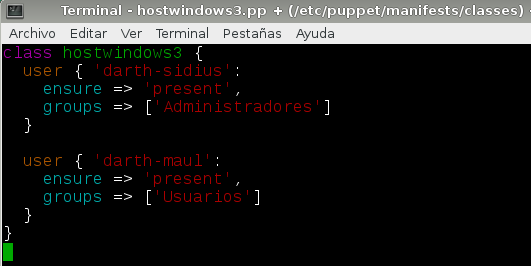 Terminal - hostwindows3.pp + (/etc/puppet/manifests/classes) -
Archivo Editar Ver Terminal Pestañas Ayuda
class hostwindows3 {
  user { 'darth-sidius':
    ensure => 'present',
    groups => ['Administradores']
  }

  user { 'darth-maul':
    ensure => 'present',
    groups => ['Usuarios']
  }
}